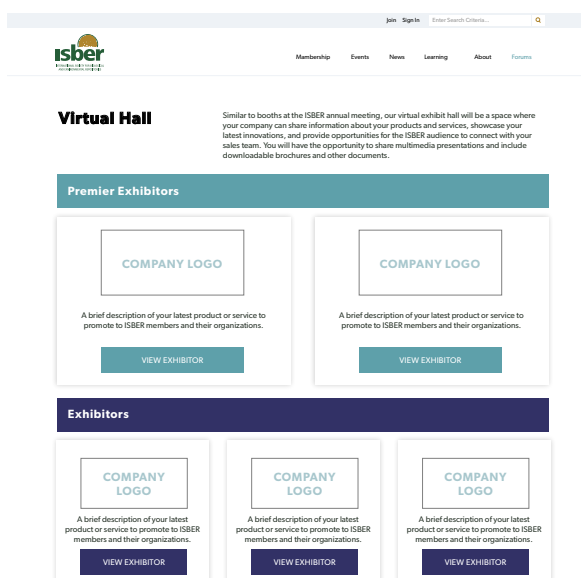 Join Sign In Enter Search Criteria...
isber
Membership Events News Learning About Forums
Virtual Hall
Similar to booths at the ISBER annual meeting, our virtual exhibit hall will be a space where
your company can share information about your products and services, showcase your
latest innovations, and provide opportunities for the ISBER audience to connect with your
sales team. You will have the opportunity to share multimedia presentations and include
downloadable brochures and other documents.
Premier Exhibitors
COMPANY LOGO
A brief description of your latest product or service to
promote to ISBER members and their organizations.
VIEW EXHIBITOR
COMPANY LOGO
A brief description of your latest product or service to
promote to ISBER members and their organizations.
VIEW EXHIBITOR
Exhibitors
COMPANY
LOGO
A brief description of your latest
product or service to promote to ISBER
members and their organizations.
VIEW EXHIBITOR
COMPANY
LOGO
A brief description of your latest
product or service to promote to ISBER
members and their organizations.
VIEW EXHIBITOR
COMPANY
LOGO
A brief description of your latest
product or service to promote to ISBER
members and their organizations.
VIEW EXHIBITOR